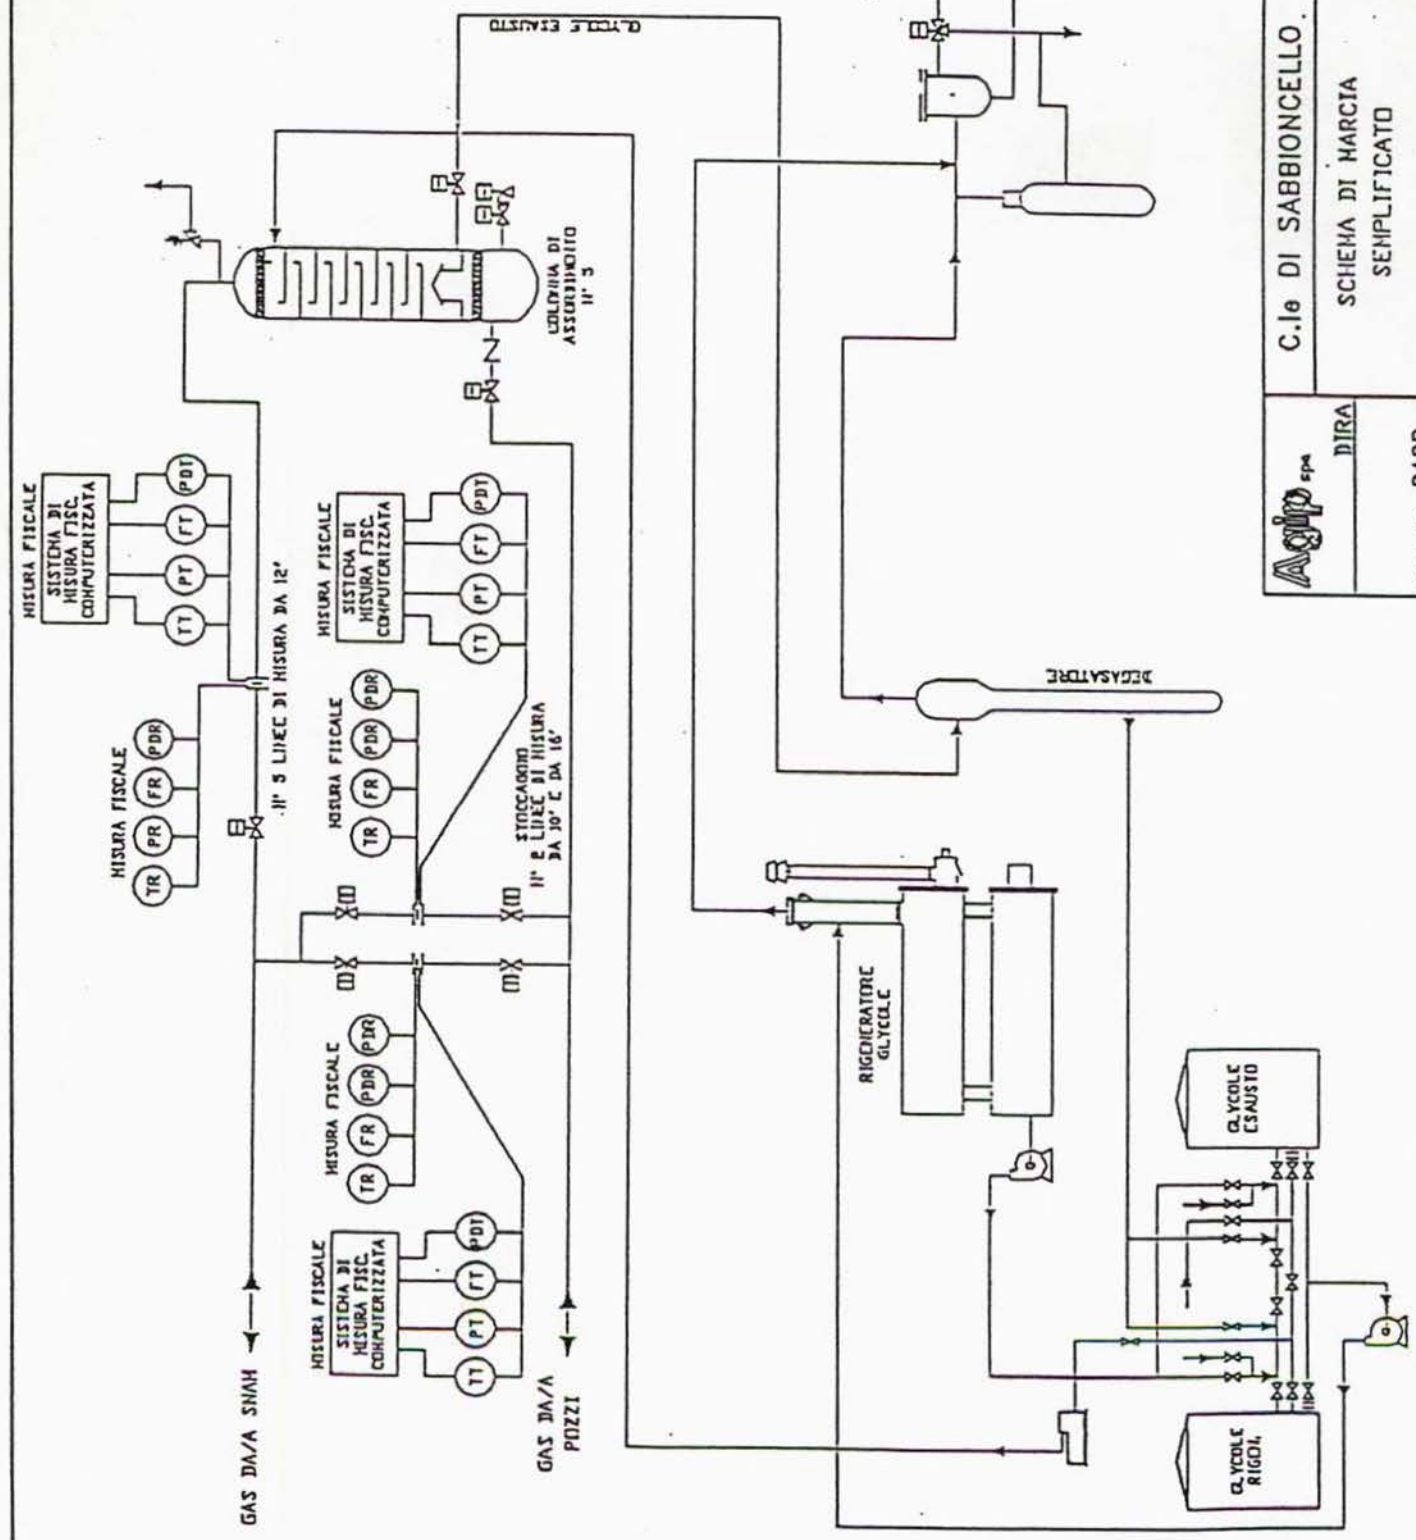 GLYCOLE ESAUSTO
COLONNA DI
ASSORBIMENTO
N° 5
MISURA FISCALE
SISTEMA DI
MISURA FISC.
COMPUTERIZZATA
TT
PT
FT
PDT
MISURA FISCALE
TR
PR
FR
PDR
N° 5 LINEE DI MISURA DA 12'
MISURA FISCALE
SISTEMA DI
MISURA FISC.
COMPUTERIZZATA
TT
PT
FT
PDT
MISURA FISCALE
TR
FR
PDR
PDR
STOCCAGGIO
N° 2 LINEE DI MISURA
DA 10' E DA 16'
MISURA FISCALE
TR
FR
PDR
PDR
MISURA FISCALE
SISTEMA DI
MISURA FISC.
COMPUTERIZZATA
TT
PT
FT
PDT
GAS DA/A SNAM
GAS DA/A
POZZI
DEGASATORE
RIGENERATORE
GLYCOLE
GLYCOLE
ESAUSTO
GLYCOLE
RIGEN.
Agip spa
DIRA
C.le DI SABBIONCELLO
SCHEMA DI MARCIA
SEMPLIFICATO